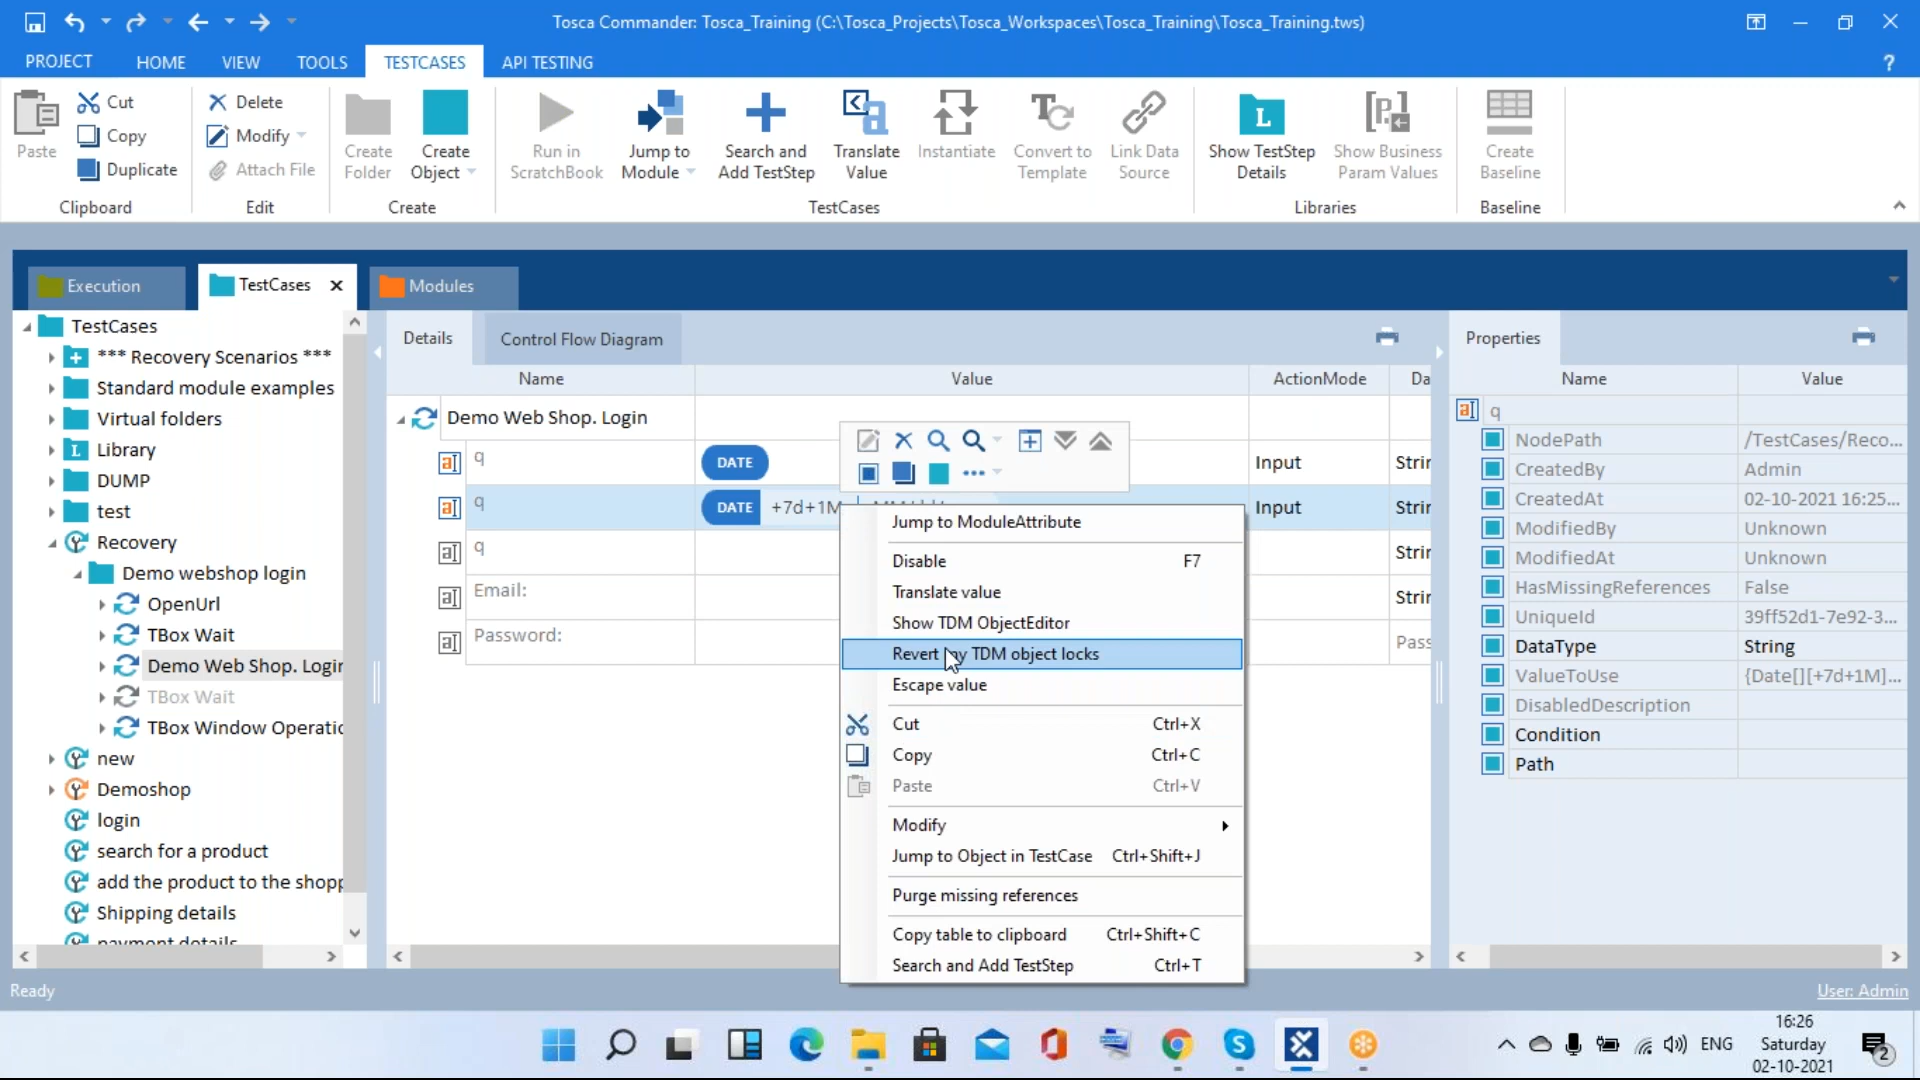 Tosca Commander: Tosca_Training (C:\Tosca_Projects\Tosca_Workspaces\Tosca_Training\Tosca_Training.tws)
PROJECT HOME VIEW TOOLS TESTCASES API TESTING ?
Paste Cut Copy Duplicate
Delete Modify Attach File
Create Folder Create Object
Run in ScratchBook Jump to Module Search and Add TestStep Translate Value Instantiate Convert to Template Link Data Source
Show TestStep Details Show Business Param Values Create Baseline
Clipboard Edit Create TestCases Libraries Baseline
Execution TestCases Modules
TestCases
*** Recovery Scenarios ***
Standard module examples
Virtual folders
Library
DUMP
test
Recovery
Demo webshop login
OpenUrl
TBox Wait
Demo Web Shop. Login
TBox Wait
TBox Window Operatic
new
Demoshop
login
search for a product
add the product to the shopp
Shipping details
payment details
Details Control Flow Diagram
Name Value ActionMode Da
Demo Web Shop. Login
q DATE Input Strir
q DATE +7d+1M Input Strir
q Strir
Email: Strir
Password: Pass
Jump to ModuleAttribute
Disable F7
Translate value
Show TDM ObjectEditor
Revert TDM object locks
Escape value
Cut Ctrl+X
Copy Ctrl+C
Paste Ctrl+V
Modify
Jump to Object in TestCase Ctrl+Shift+J
Purge missing references
Copy table to clipboard Ctrl+Shift+C
Search and Add TestStep Ctrl+T
Properties
Name Value
q
NodePath /TestCases/Reco...
CreatedBy Admin
CreatedAt 02-10-2021 16:25...
ModifiedBy Unknown
ModifiedAt Unknown
HasMissingReferences False
UniqueId 39ff52d1-7e92-3...
DataType String
ValueToUse {Date[][+7d+1M]...
DisabledDescription
Condition
Path
Ready User: Admin
ENG
16:26
Saturday
02-10-2021
2